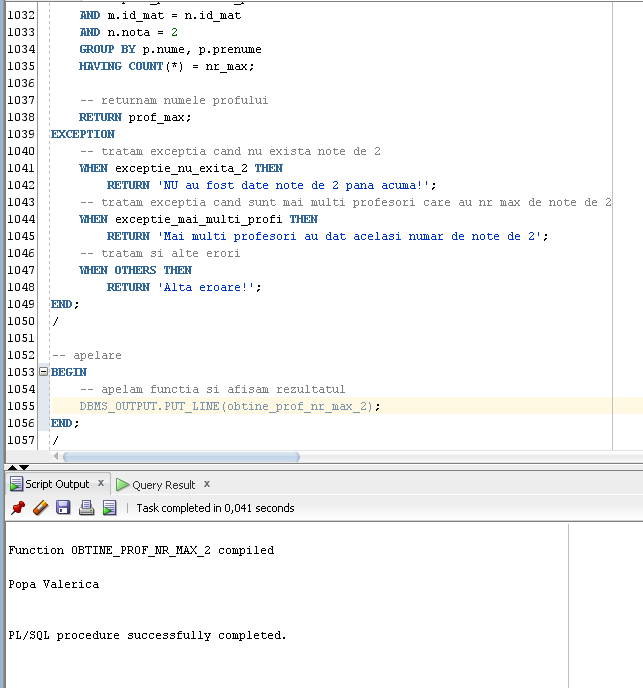 1032 AND m.id_mat = n.id_mat
1033 AND n.nota = 2
1034 GROUP BY p.nume, p.prenume
1035 HAVING COUNT(*) = nr_max;
1036
1037 -- returnam numele profului
1038 RETURN prof_max;
1039 EXCEPTION
1040 -- tratam exceptia cand nu exista note de 2
1041 WHEN exceptie_nu_exita_2 THEN
1042 RETURN 'NU au fost date note de 2 pana acuma!';
1043 -- tratam exceptia cand sunt mai multi profesori care au nr max de note de 2
1044 WHEN exceptie_mai_multi_profi THEN
1045 RETURN 'Mai multi profesori au dat acelasi numar de note de 2';
1046 -- tratam si alte erori
1047 WHEN OTHERS THEN
1048 RETURN 'Alta eroare!';
1049 END;
1050 /
1051
1052 -- apelare
1053 BEGIN
1054 -- apelam functia si afisam rezultatul
1055 DBMS_OUTPUT.PUT_LINE(obtine_prof_nr_max_2);
1056 END;
1057 /
Script Output x Query Result x
Task completed in 0,041 seconds
Function OBTINE_PROF_NR_MAX_2 compiled
Popa Valerica
PL/SQL procedure successfully completed.